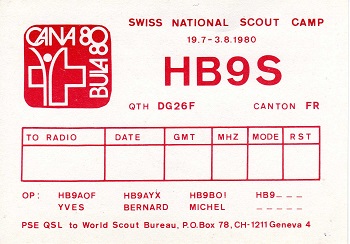 CANA 80
BULA 80
SWISS NATIONAL SCOUT CAMP
19.7-3.8.1980
HB9S
QTH DG26F CANTON FR
TO RADIO DATE GMT MHZ MODE RST
OP: HB9AOF HB9AYX HB9BOI HB9___
YVES BERNARD MICHEL _____
PSE QSL to World Scout Bureau, P.O.Box 78, CH-1211 Geneva 4